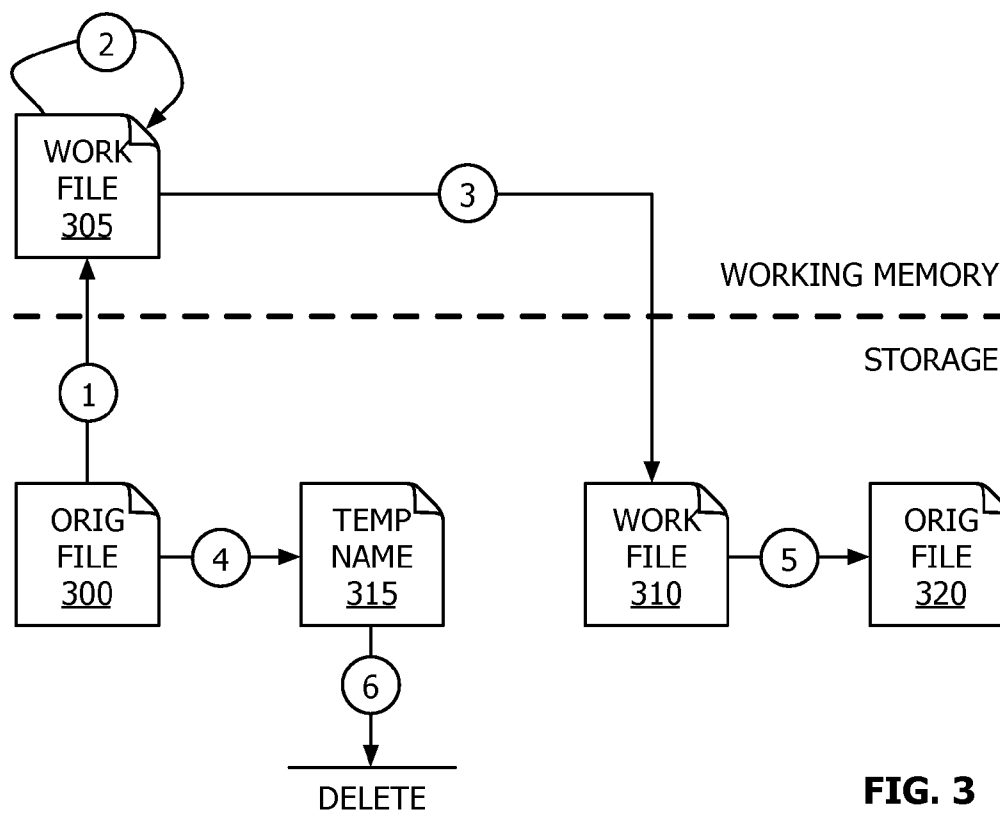 2
WORK
FILE
305
3
WORKING MEMORY
STORAGE
1
ORIG
FILE
300
4
TEMP
NAME
315
WORK
FILE
310
5
ORIG
FILE
320
6
DELETE
FIG. 3